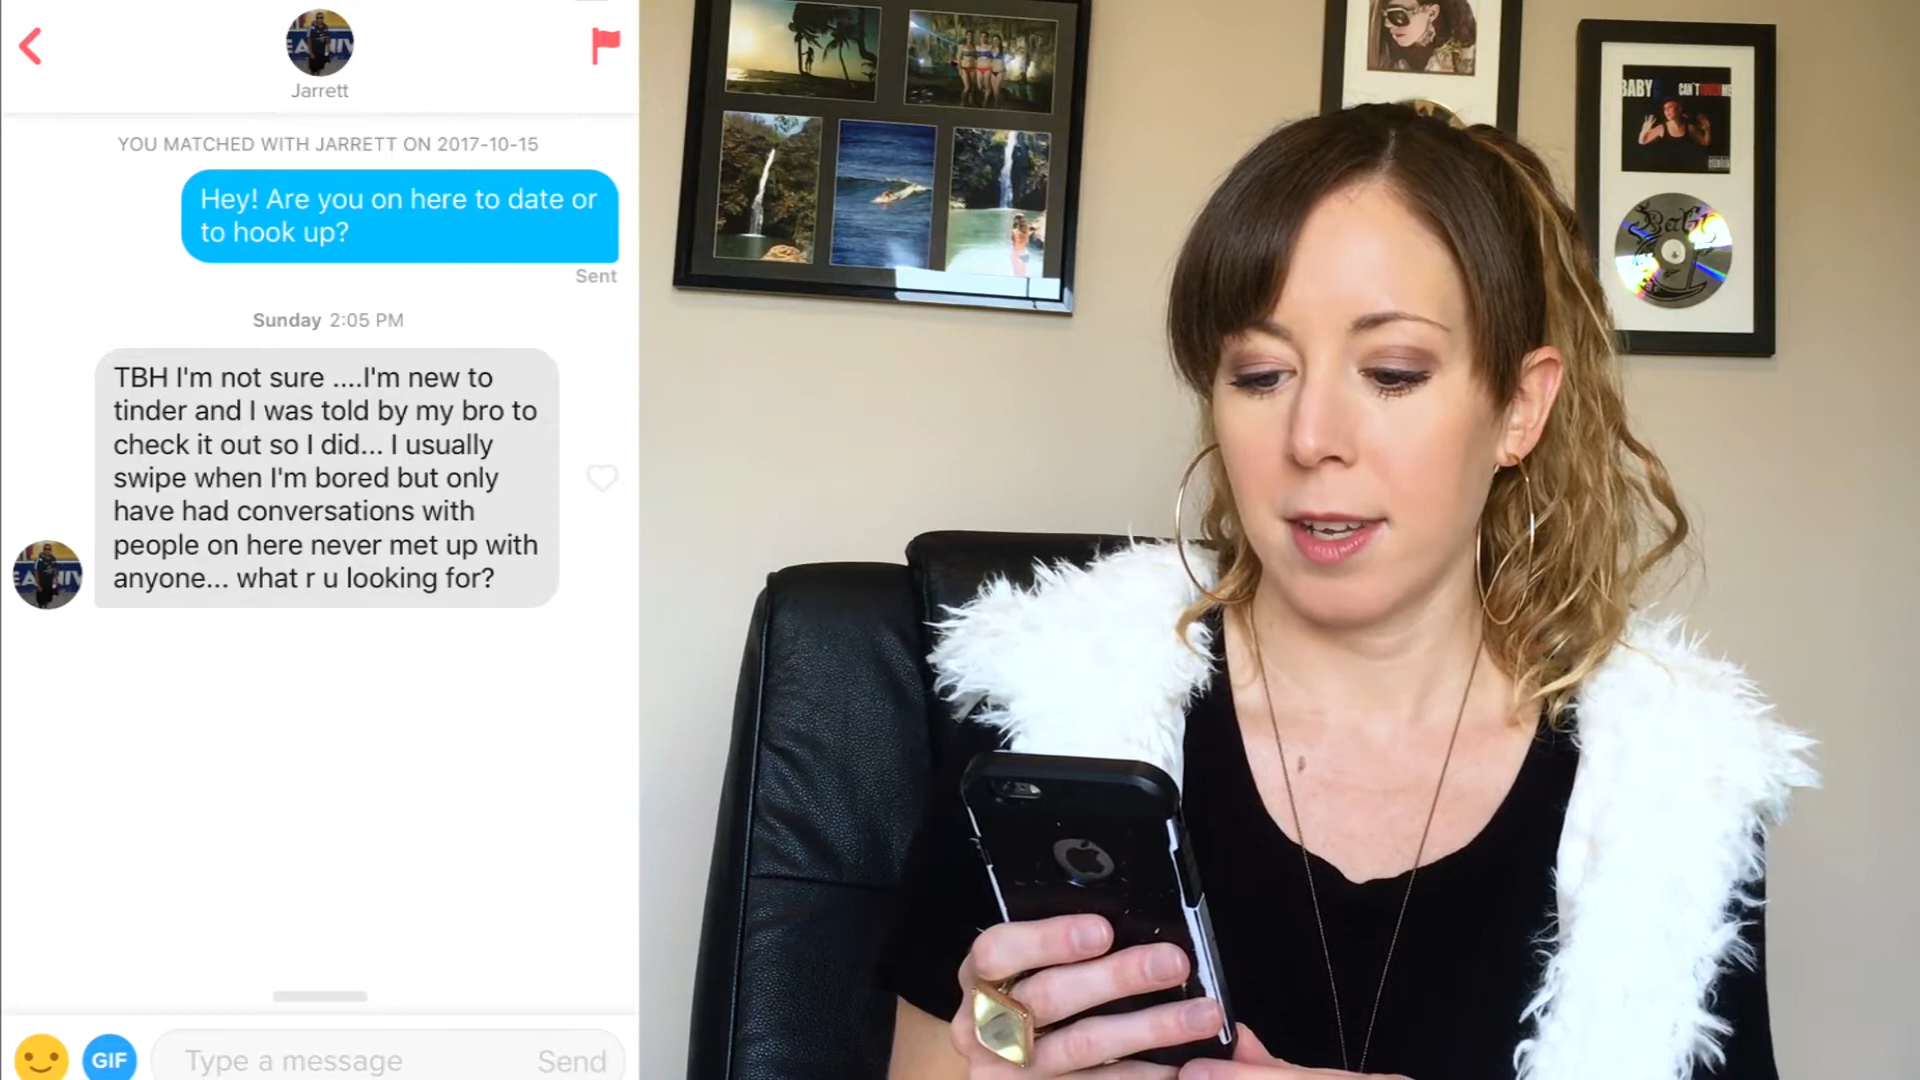 Jarrett
YOU MATCHED WITH JARRETT ON 2017-10-15
Hey! Are you on here to date or
to hook up?
Sent
Sunday 2:05 PM
TBH I'm not sure ....I'm new to
tinder and I was told by my bro to
check it out so I did... I usually
swipe when I'm bored but only
have had conversations with
people on here never met up with
anyone... what r u looking for?
GIF
Type a message
Send
BABY
CAN'T TOUCH ME